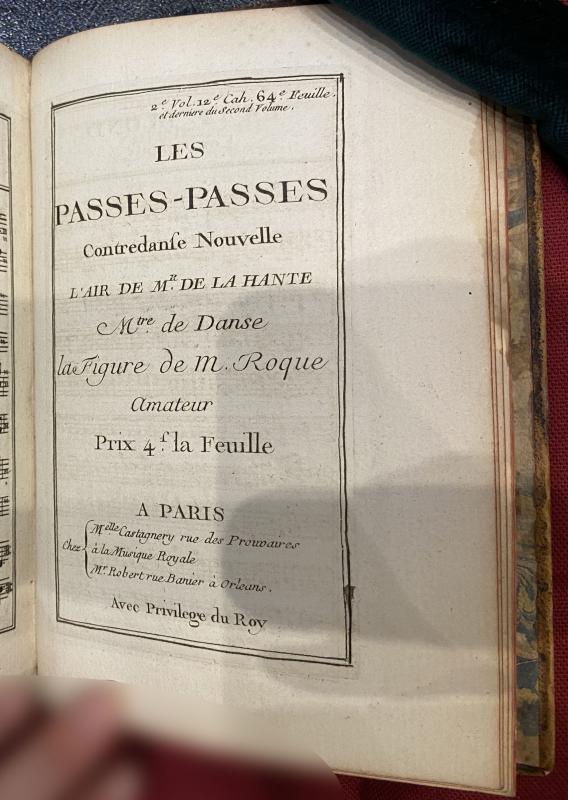 2.e Vol. 12.e Cah. 64.e Feuille.
et derniere du Second Volume.
LES
PASSES-PASSES
Contredanſe Nouvelle
L'AIR DE M.R DE LA HANTE
M.tre de Danse
la Figure de M. Roque
Amateur
Prix 4.ſ la Feuille
A PARIS
Chez
M.elle Castagnery rue des Prouvaires
à la Musique Royale
M.r Robert rue Banier à Orleans.
Avec Privilege du Roy